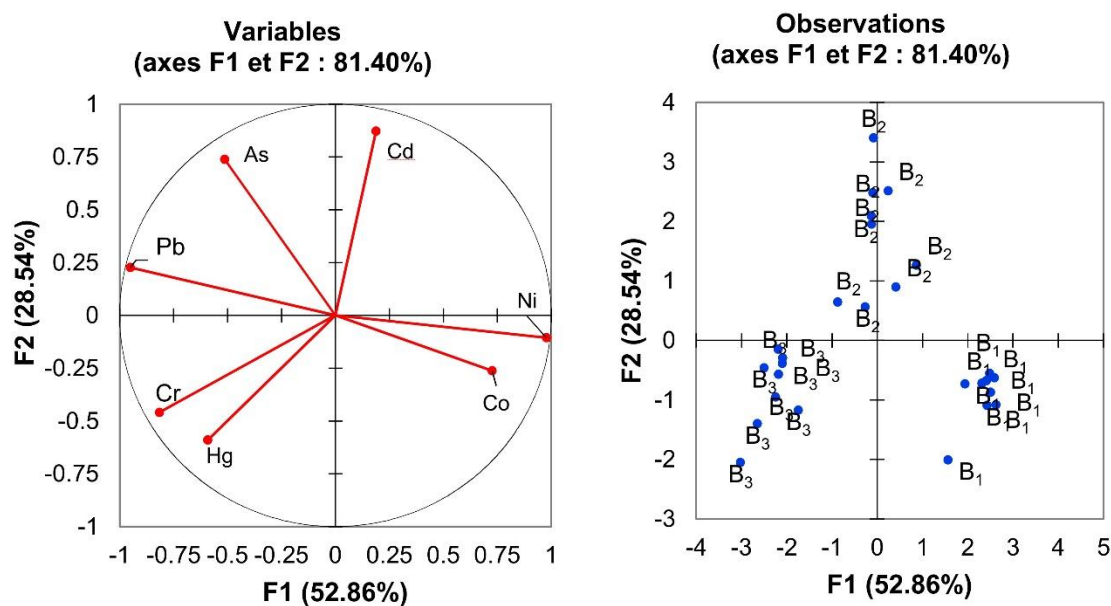 Variables
(axes F1 et F2 : 81.40%)
1
0.75
0.5
0.25
0
-0.25
-0.5
-0.75
-1
F2 (28.54%)
As
Cd
Pb
Ni
Co
Cr
Hg
-1 -0.75 -0.5 -0.25 0 0.25 0.5 0.75 1
F1 (52.86%)
Observations
(axes F1 et F2 : 81.40%)
4
3
2
1
0
-1
-2
-3
F2 (28.54%)
B2
B2
B2
B2
B2
B2
B2
B2
B2
B3
B3
B3
B3
B3
B3
B3
B3
B3
B1
B1
B1
B1
B1
B1
B1
B1
B1
B1
-4 -3 -2 -1 0 1 2 3 4 5
F1 (52.86%)